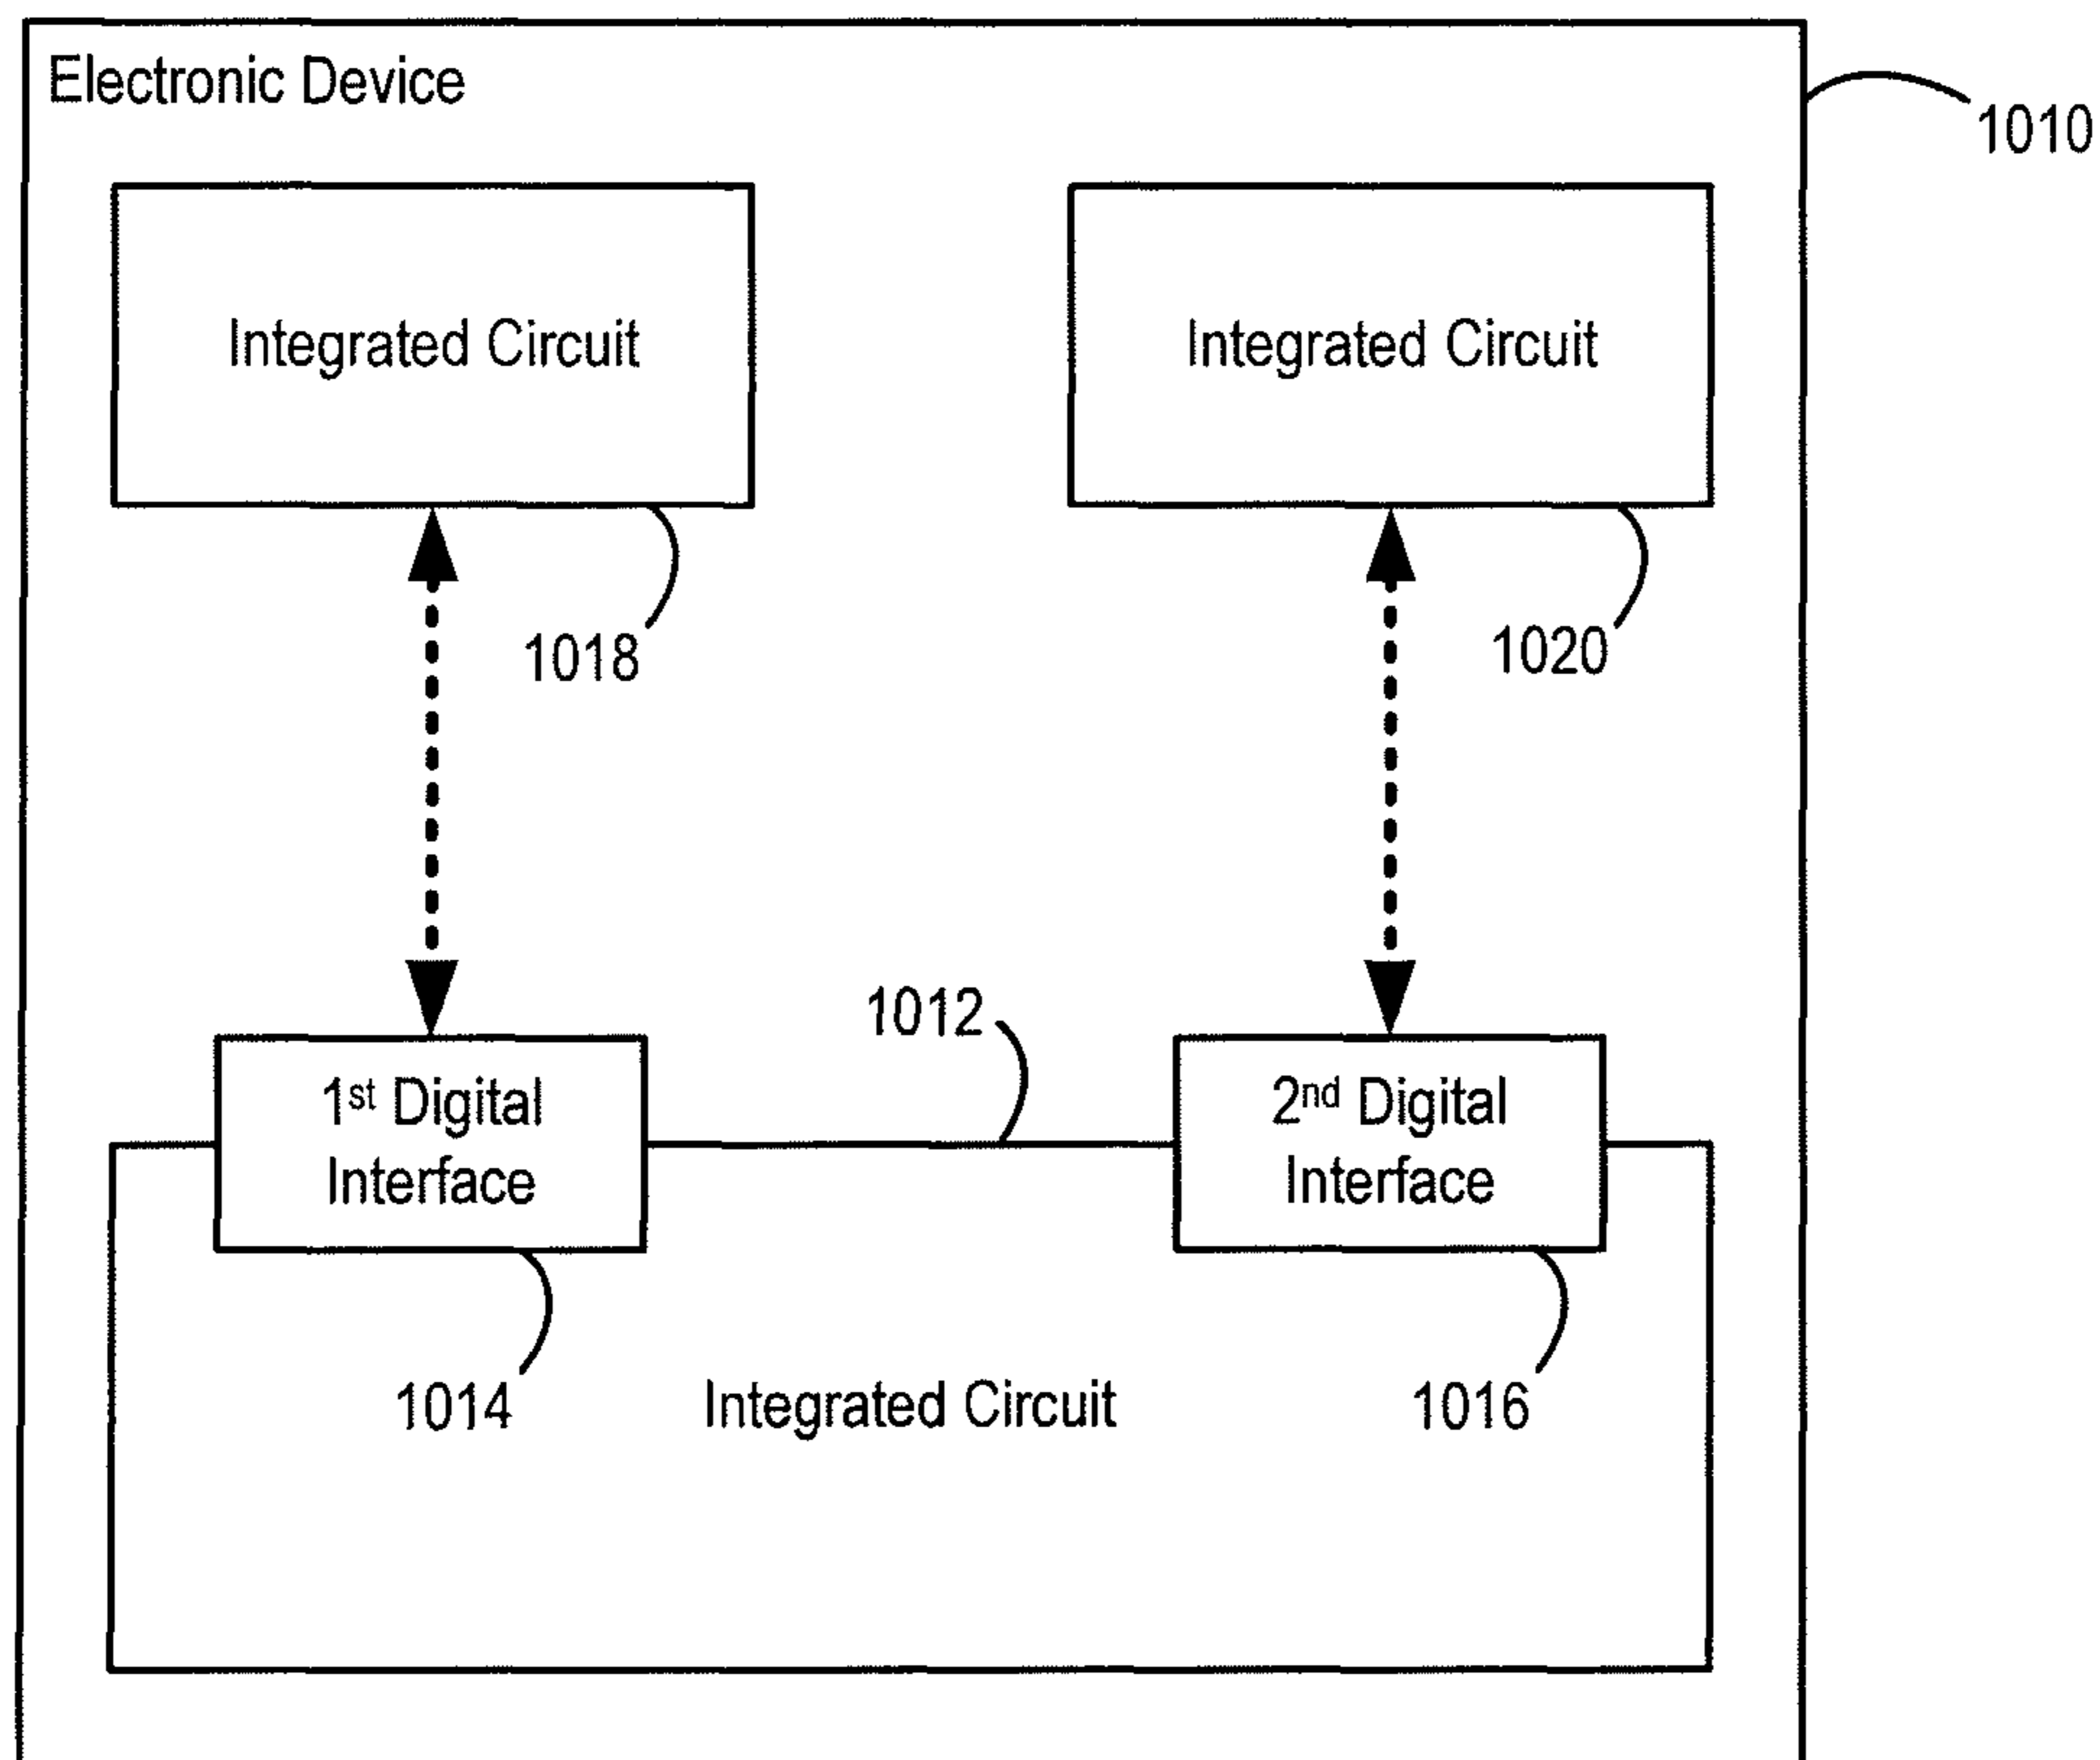 Electronic Device
1010
Integrated Circuit
Integrated Circuit
1018
1020
1012
1st Digital
Interface
2nd Digital
Interface
1014
Integrated Circuit
1016